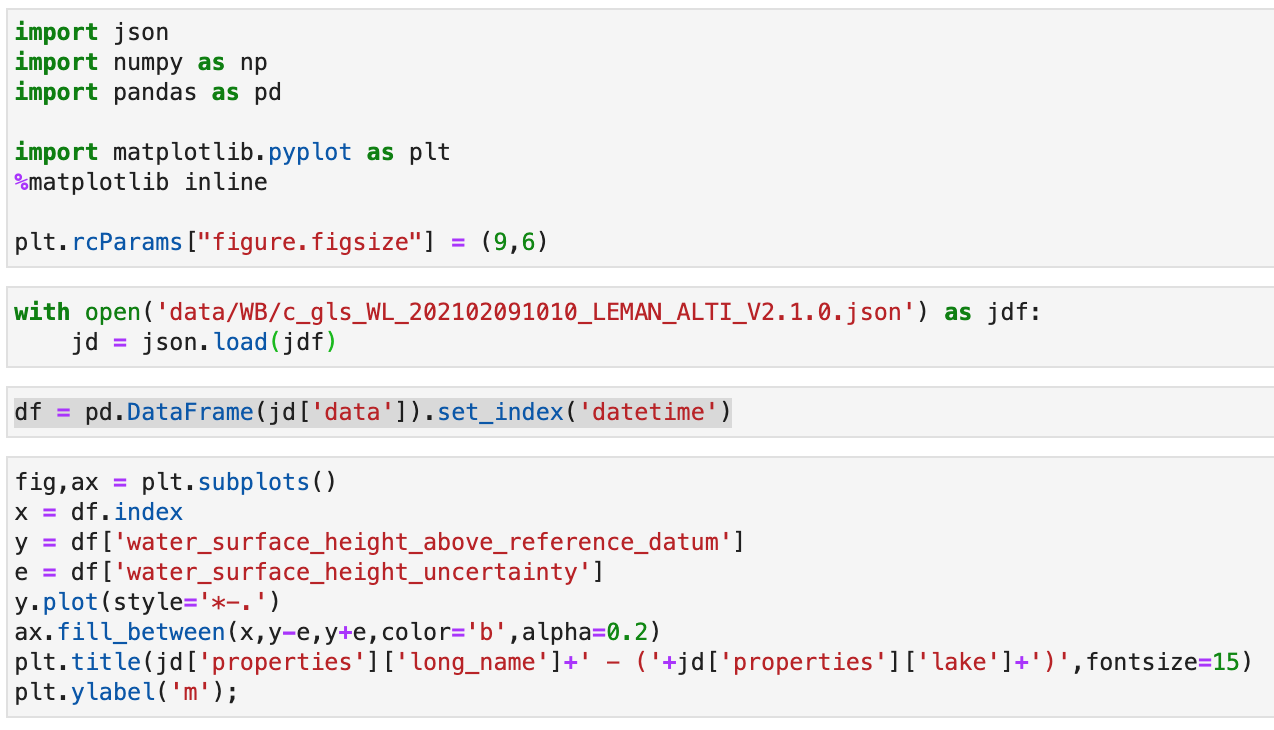 import json
import numpy as np
import pandas as pd

import matplotlib.pyplot as plt
%matplotlib inline

plt.rcParams["figure.figsize"] = (9,6)

with open('data/WB/c_gls_WL_202102091010_LEMAN_ALTI_V2.1.0.json') as jdf:
    jd = json.load(jdf)

df = pd.DataFrame(jd['data']).set_index('datetime')

fig,ax = plt.subplots()
x = df.index
y = df['water_surface_height_above_reference_datum']
e = df['water_surface_height_uncertainty']
y.plot(style='*-.')
ax.fill_between(x,y-e,y+e,color='b',alpha=0.2)
plt.title(jd['properties']['long_name']+' - ('+jd['properties']['lake']+')',fontsize=15)
plt.ylabel('m');